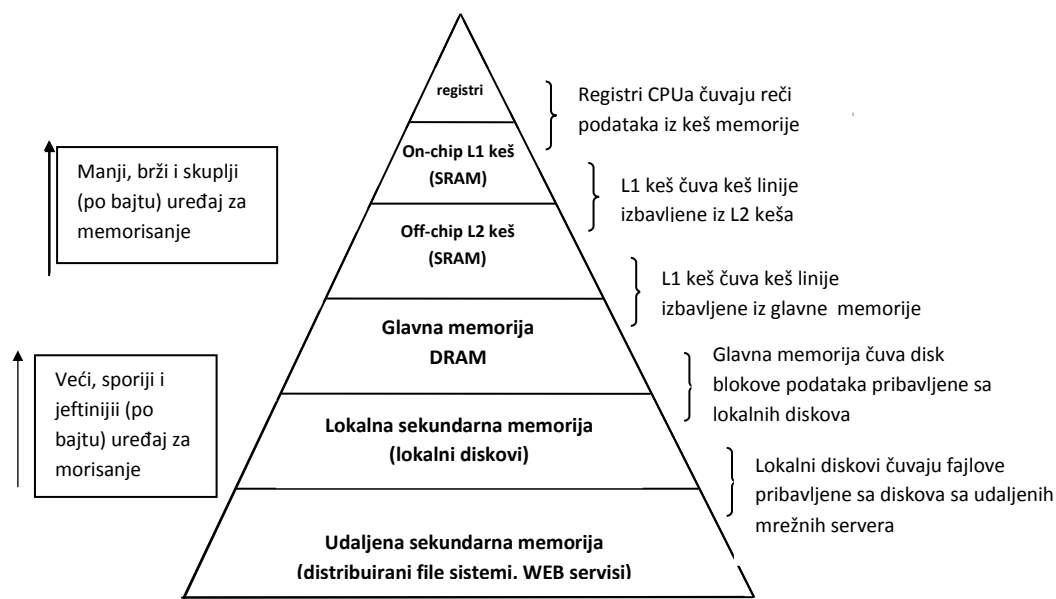 registri
Registri CPUa čuvaju reči
podataka iz keš memorije
On-chip L1 keš
(SRAM)
Manji, brži i skuplji
(po bajtu) uređaj za
memorisanje
L1 keš čuva keš linije
izbavljene iz L2 keša
Off-chip L2 keš
(SRAM)
L1 keš čuva keš linije
izbavljene iz glavne memorije
Glavna memorija
DRAM
Glavna memorija čuva disk
blokove podataka pribavljene sa
lokalnih diskova
Veći, sporiji i
jeftinijii (po
bajtu) uređaj za
morisanje
Lokalna sekundarna memorija
(lokalni diskovi)
Lokalni diskovi čuvaju fajlove
pribavljene sa diskova sa udaljenih
mrežnih servera
Udaljena sekundarna memorija
(distribuirani file sistemi. WEB servisi)